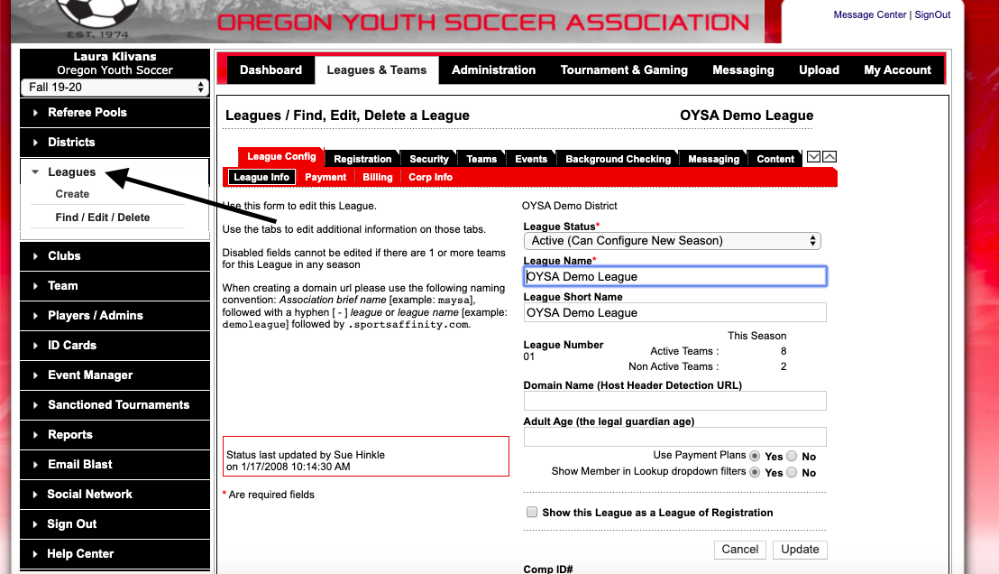 EST. 1974
OREGON YOUTH SOCCER ASSOCIATION
Message Center | SignOut
Laura Klivans
Oregon Youth Soccer
Fall 19-20
Referee Pools
Districts
Leagues
Create
Find / Edit / Delete
Clubs
Team
Players / Admins
ID Cards
Event Manager
Sanctioned Tournaments
Reports
Email Blast
Social Network
Sign Out
Help Center
Dashboard Leagues & Teams Administration Tournament & Gaming Messaging Upload My Account
Leagues / Find, Edit, Delete a League OYSA Demo League
League Config Registration Security Teams Events Background Checking Messaging Content
League Info Payment Billing Corp Info
Use this form to edit this League.
Use the tabs to edit additional information on those tabs.
Disabled fields cannot be edited if there are 1 or more teams
for this League in any season
When creating a domain url please use the following naming
convention: Association brief name [example: msysa],
followed with a hyphen [ - ] league or league name [example:
demoleague] followed by .sportsaffinity.com.
Status last updated by Sue Hinkle
on 1/17/2008 10:14:30 AM
* Are required fields
OYSA Demo District
League Status*
Active (Can Configure New Season)
League Name*
OYSA Demo League
League Short Name
OYSA Demo League
This Season
League Number
01
Active Teams : 8
Non Active Teams : 2
Domain Name (Host Header Detection URL)
Adult Age (the legal guardian age)
Use Payment Plans Yes No
Show Member in Lookup dropdown filters Yes No
Show this League as a League of Registration
Cancel Update
Comp ID#